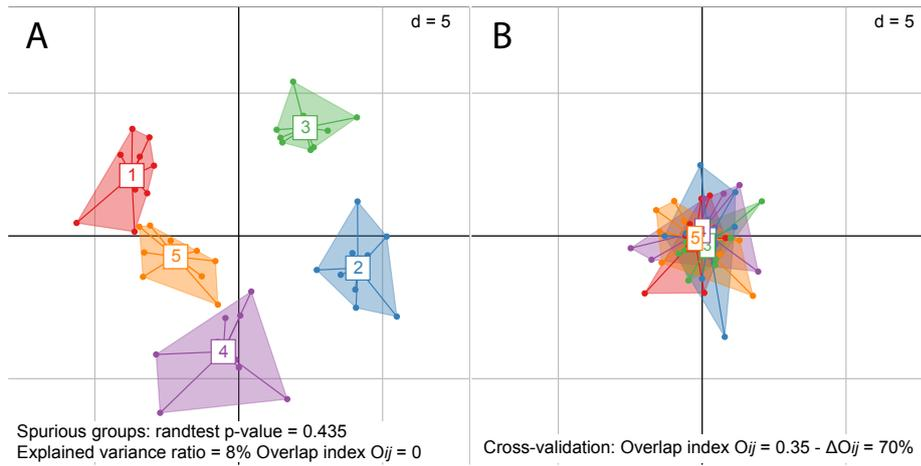 A
d = 5
3
1
5
2
4
Spurious groups: randtest p-value = 0.435
Explained variance ratio = 8% Overlap index Oij = 0
B
d = 5
5
3
Cross-validation: Overlap index Oij = 0.35 - ΔOij = 70%